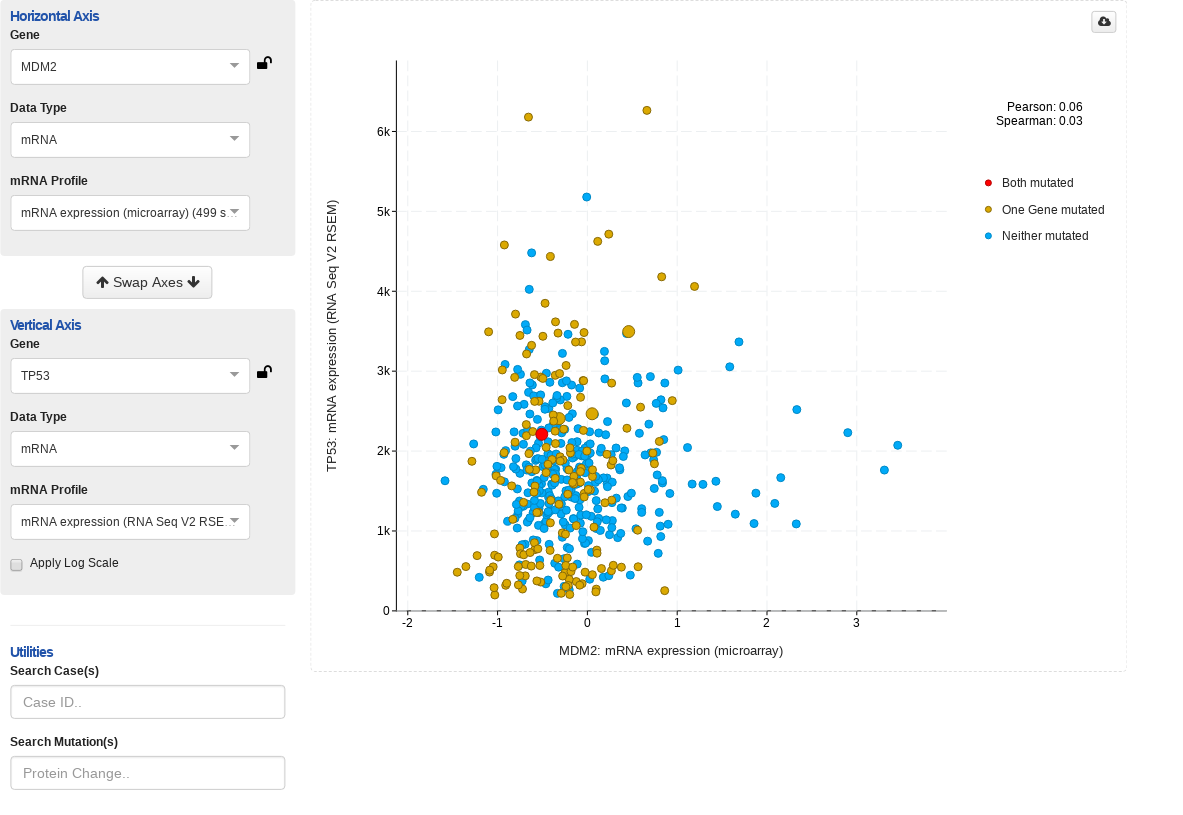 Horizontal Axis
Gene
MDM2
Data Type
mRNA
mRNA Profile
mRNA expression (microarray) (499 s...
Swap Axes
Vertical Axis
Gene
TP53
Data Type
mRNA
mRNA Profile
mRNA expression (RNA Seq V2 RSE...
Apply Log Scale
Utilities
Search Case(s)
Case ID..
Search Mutation(s)
Protein Change..
TP53: mRNA expression (RNA Seq V2 RSEM)
6k
5k
4k
3k
2k
1k
0
-2 -1 0 1 2 3
MDM2: mRNA expression (microarray)
Pearson: 0.06
Spearman: 0.03
Both mutated
One Gene mutated
Neither mutated